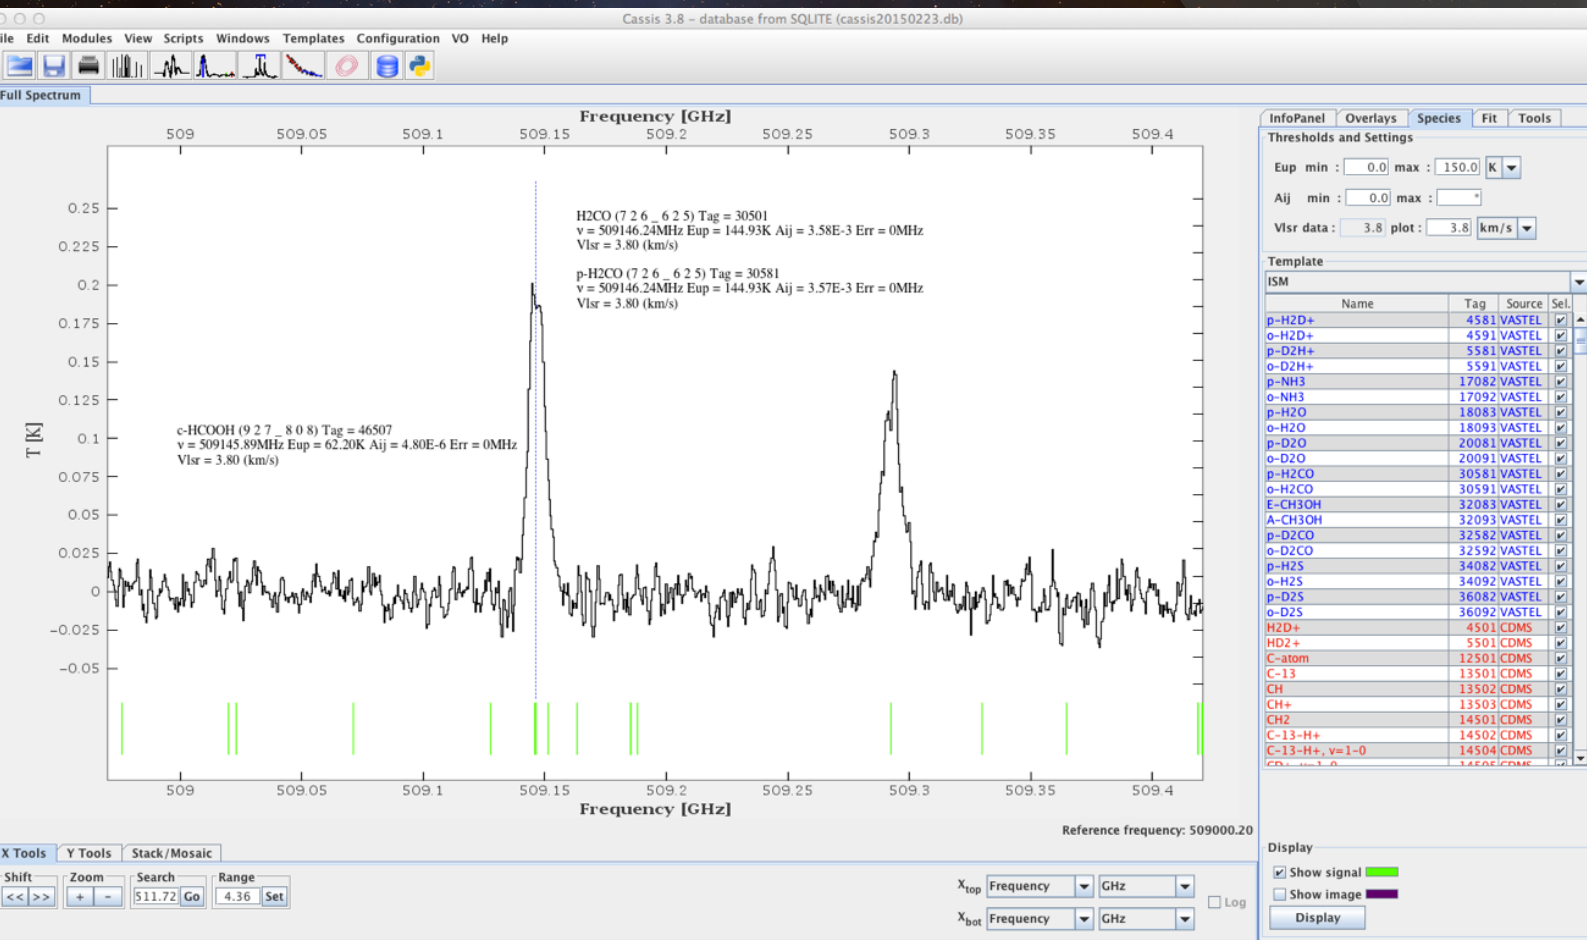 Cassis 3.8 – database from SQLITE (cassis20150223.db)
ile Edit Modules View Scripts Windows Templates Configuration VO Help
Full Spectrum
Frequency [GHz]
509 509.05 509.1 509.15 509.2 509.25 509.3 509.35 509.4
T [K]
0.25
0.225
0.2
0.175
0.15
0.125
0.1
0.075
0.05
0.025
0
−0.025
−0.05
H2CO (7 2 6 _ 6 2 5) Tag = 30501
ν = 509146.24MHz Eup = 144.93K Aij = 3.58E-3 Err = 0MHz
Vlsr = 3.80 (km/s)
p-H2CO (7 2 6 _ 6 2 5) Tag = 30581
ν = 509146.24MHz Eup = 144.93K Aij = 3.57E-3 Err = 0MHz
Vlsr = 3.80 (km/s)
c-HCOOH (9 2 7 _ 8 0 8) Tag = 46507
ν = 509145.89MHz Eup = 62.20K Aij = 4.80E-6 Err = 0MHz
Vlsr = 3.80 (km/s)
509 509.05 509.1 509.15 509.2 509.25 509.3 509.35 509.4
Frequency [GHz]
Reference frequency: 509000.20
X Tools Y Tools Stack/Mosaic
Shift Zoom Search Range
<< >> + – 511.72 Go 4.36 Set
Xtop Frequency GHz
Xbot Frequency GHz
Log
InfoPanel Overlays Species Fit Tools
Thresholds and Settings
Eup min : 0.0 max : 150.0 K
Aij min : 0.0 max : *
Vlsr data : 3.8 plot : 3.8 km/s
Template
ISM
Name Tag Source Sel.
p-H2D+ 4581 VASTEL
o-H2D+ 4591 VASTEL
p-D2H+ 5581 VASTEL
o-D2H+ 5591 VASTEL
p-NH3 17082 VASTEL
o-NH3 17092 VASTEL
p-H2O 18083 VASTEL
o-H2O 18093 VASTEL
p-D2O 20081 VASTEL
o-D2O 20091 VASTEL
p-H2CO 30581 VASTEL
o-H2CO 30591 VASTEL
E-CH3OH 32083 VASTEL
A-CH3OH 32093 VASTEL
p-D2CO 32582 VASTEL
o-D2CO 32592 VASTEL
p-H2S 34082 VASTEL
o-H2S 34092 VASTEL
p-D2S 36082 VASTEL
o-D2S 36092 VASTEL
H2D+ 4501 CDMS
HD2+ 5501 CDMS
C-atom 12501 CDMS
C-13 13501 CDMS
CH 13502 CDMS
CH+ 13503 CDMS
CH2 14501 CDMS
C-13-H+ 14502 CDMS
C-13-H+, v=1-0 14504 CDMS
Display
Show signal
Show image
Display